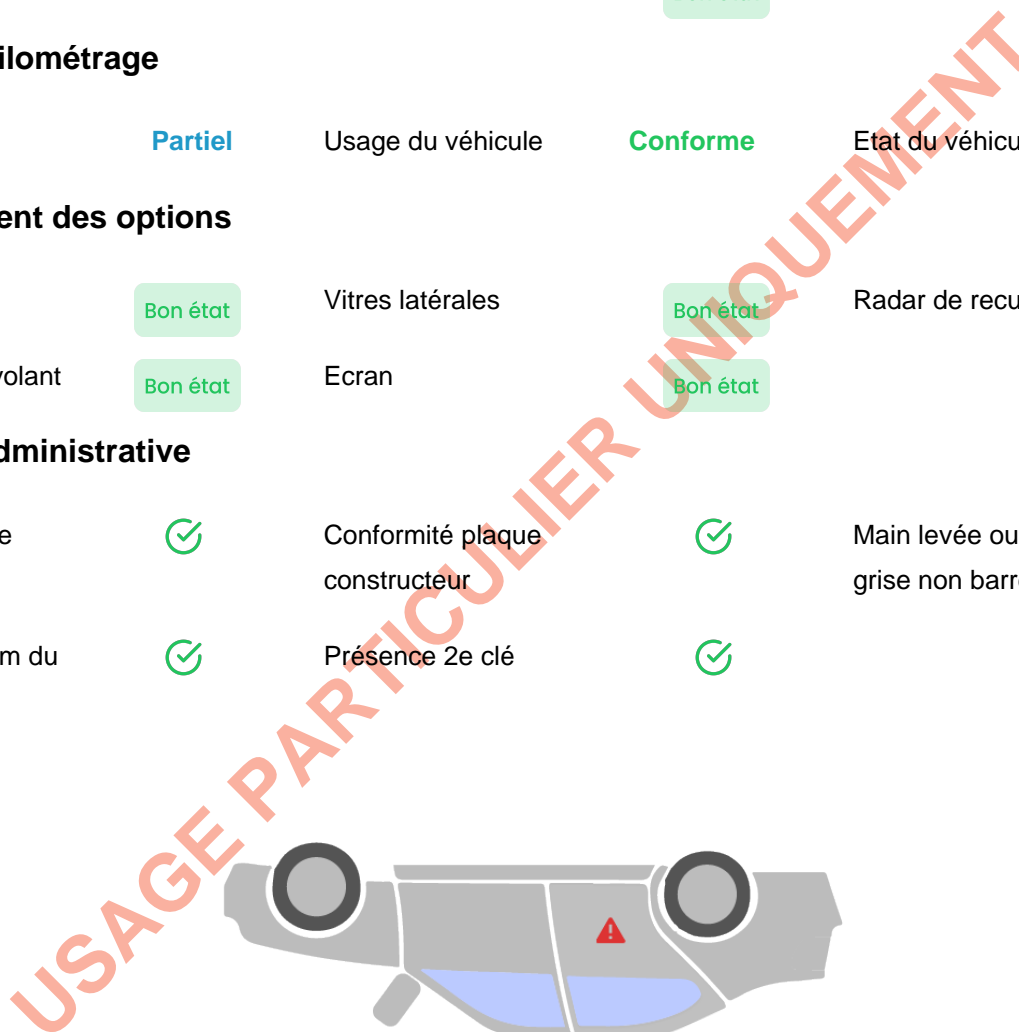 ilométrage
Partiel Usage du véhicule Conforme Etat du véhicu
ent des options
Bon état Vitres latérales Bon état Radar de recu
volant Bon état Ecran Bon état
dministrative
e Conformité plaque Main levée ou
constructeur grise non barr
m du Présence 2e clé
USAGE PARTICULIER UNIQUEMENT